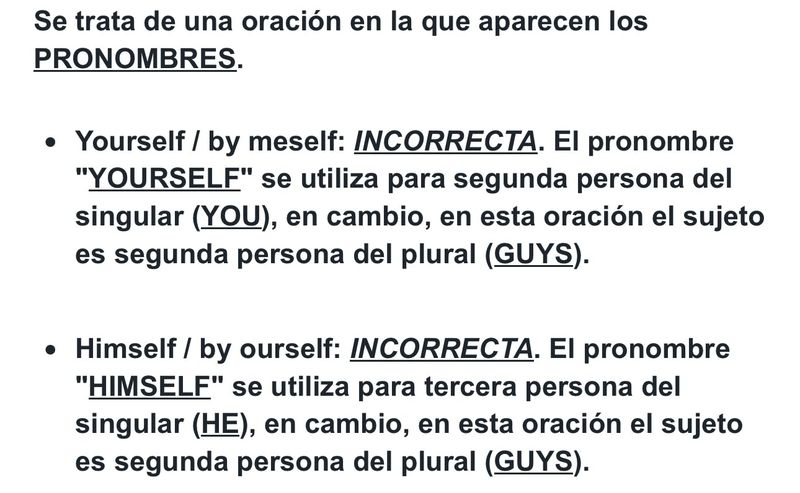 Se trata de una oración en la que aparecen los
PRONOMBRES.
• Yourself / by meself: INCORRECTA. El pronombre
"YOURSELF" se utiliza para segunda persona del
singular (YOU), en cambio, en esta oración el sujeto
es segunda persona del plural (GUYS).
• Himself / by ourself: INCORRECTA. El pronombre
"HIMSELF" se utiliza para tercera persona del
singular (HE), en cambio, en esta oración el sujeto
es segunda persona del plural (GUYS).